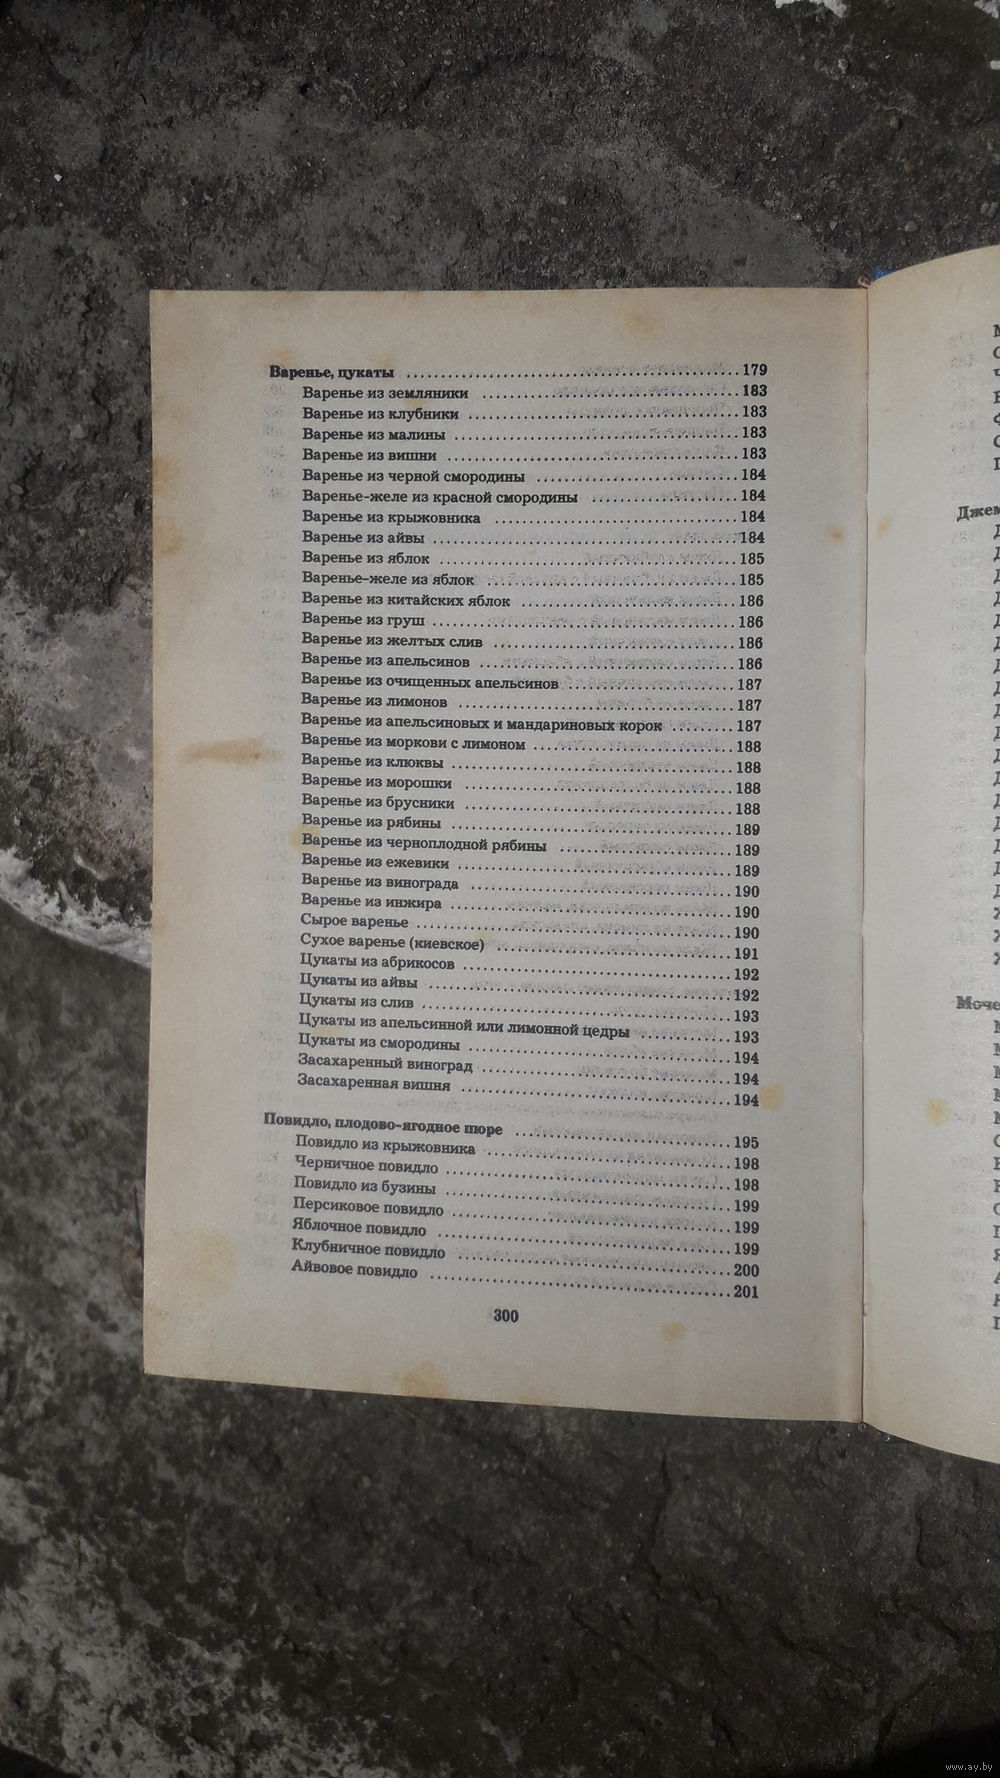 Варенье, цукаты ........ 179
Варенье из земляники ........ 183
Варенье из клубники ........ 183
Варенье из малины ........ 183
Варенье из вишни ........ 183
Варенье из черной смородины ........ 184
Варенье-желе из красной смородины ........ 184
Варенье из крыжовника ........ 184
Варенье из айвы ........ 184
Варенье из яблок ........ 185
Варенье-желе из яблок ........ 185
Варенье из китайских яблок ........ 186
Варенье из груш ........ 186
Варенье из желтых слив ........ 186
Варенье из апельсинов ........ 186
Варенье из очищенных апельсинов ........ 187
Варенье из лимонов ........ 187
Варенье из апельсиновых и мандариновых корок ........ 187
Варенье из моркови с лимоном ........ 188
Варенье из клюквы ........ 188
Варенье из морошки ........ 188
Варенье из брусники ........ 188
Варенье из рябины ........ 189
Варенье из черноплодной рябины ........ 189
Варенье из ежевики ........ 189
Варенье из винограда ........ 190
Варенье из инжира ........ 190
Сырое варенье ........ 190
Сухое варенье (киевское) ........ 191
Цукаты из абрикосов ........ 192
Цукаты из айвы ........ 192
Цукаты из слив ........ 193
Цукаты из апельсинной или лимонной цедры ........ 193
Цукаты из смородины ........ 194
Засахаренный виноград ........ 194
Засахаренная вишня ........ 194
Повидло, плодово-ягодное пюре ........ 195
Повидло из крыжовника ........ 198
Черничное повидло ........ 198
Повидло из бузины ........ 199
Персиковое повидло ........ 199
Яблочное повидло ........ 199
Клубничное повидло ........ 200
Айвовое повидло ........ 201
300
www.ay.by